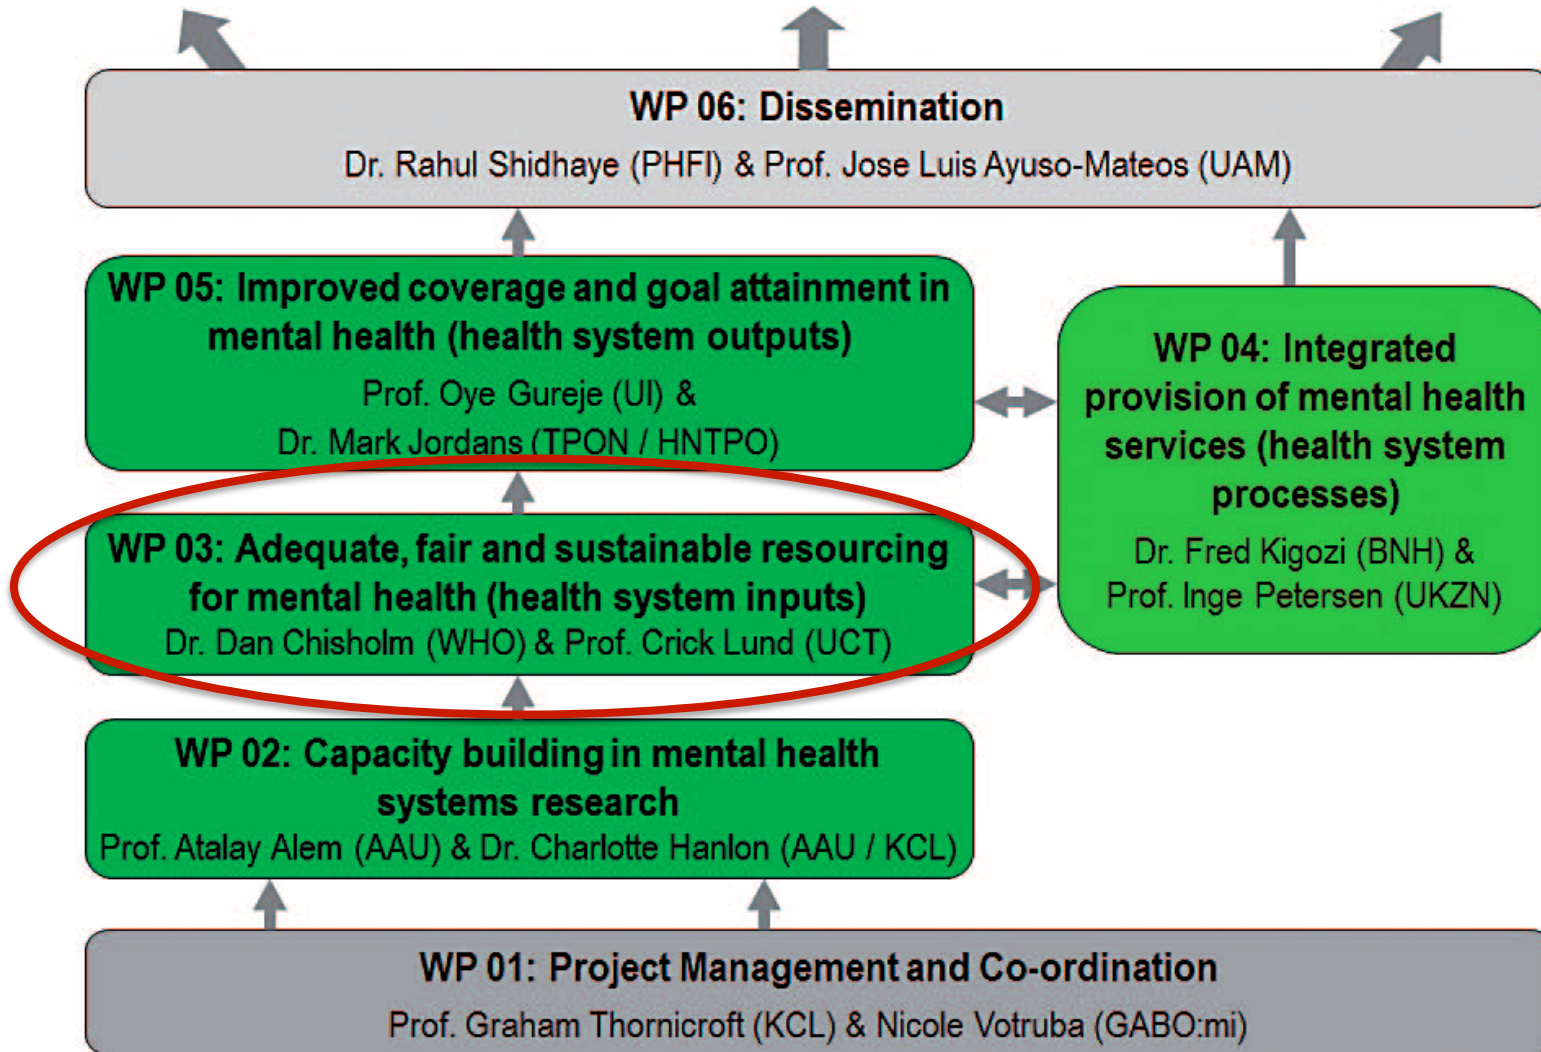 WP 06: Dissemination
Dr. Rahul Shidhaye (PHFI) & Prof. Jose Luis Ayuso-Mateos (UAM)
WP 05: Improved coverage and goal attainment in
mental health (health system outputs)
Prof. Oye Gureje (UI) &
Dr. Mark Jordans (TPON / HNTPO)
WP 04: Integrated
provision of mental health
services (health system
processes)
Dr. Fred Kigozi (BNH) &
Prof. Inge Petersen (UKZN)
WP 03: Adequate, fair and sustainable resourcing
for mental health (health system inputs)
Dr. Dan Chisholm (WHO) & Prof. Crick Lund (UCT)
WP 02: Capacity building in mental health
systems research
Prof. Atalay Alem (AAU) & Dr. Charlotte Hanlon (AAU / KCL)
WP 01: Project Management and Co-ordination
Prof. Graham Thornicroft (KCL) & Nicole Votruba (GABO:mi)